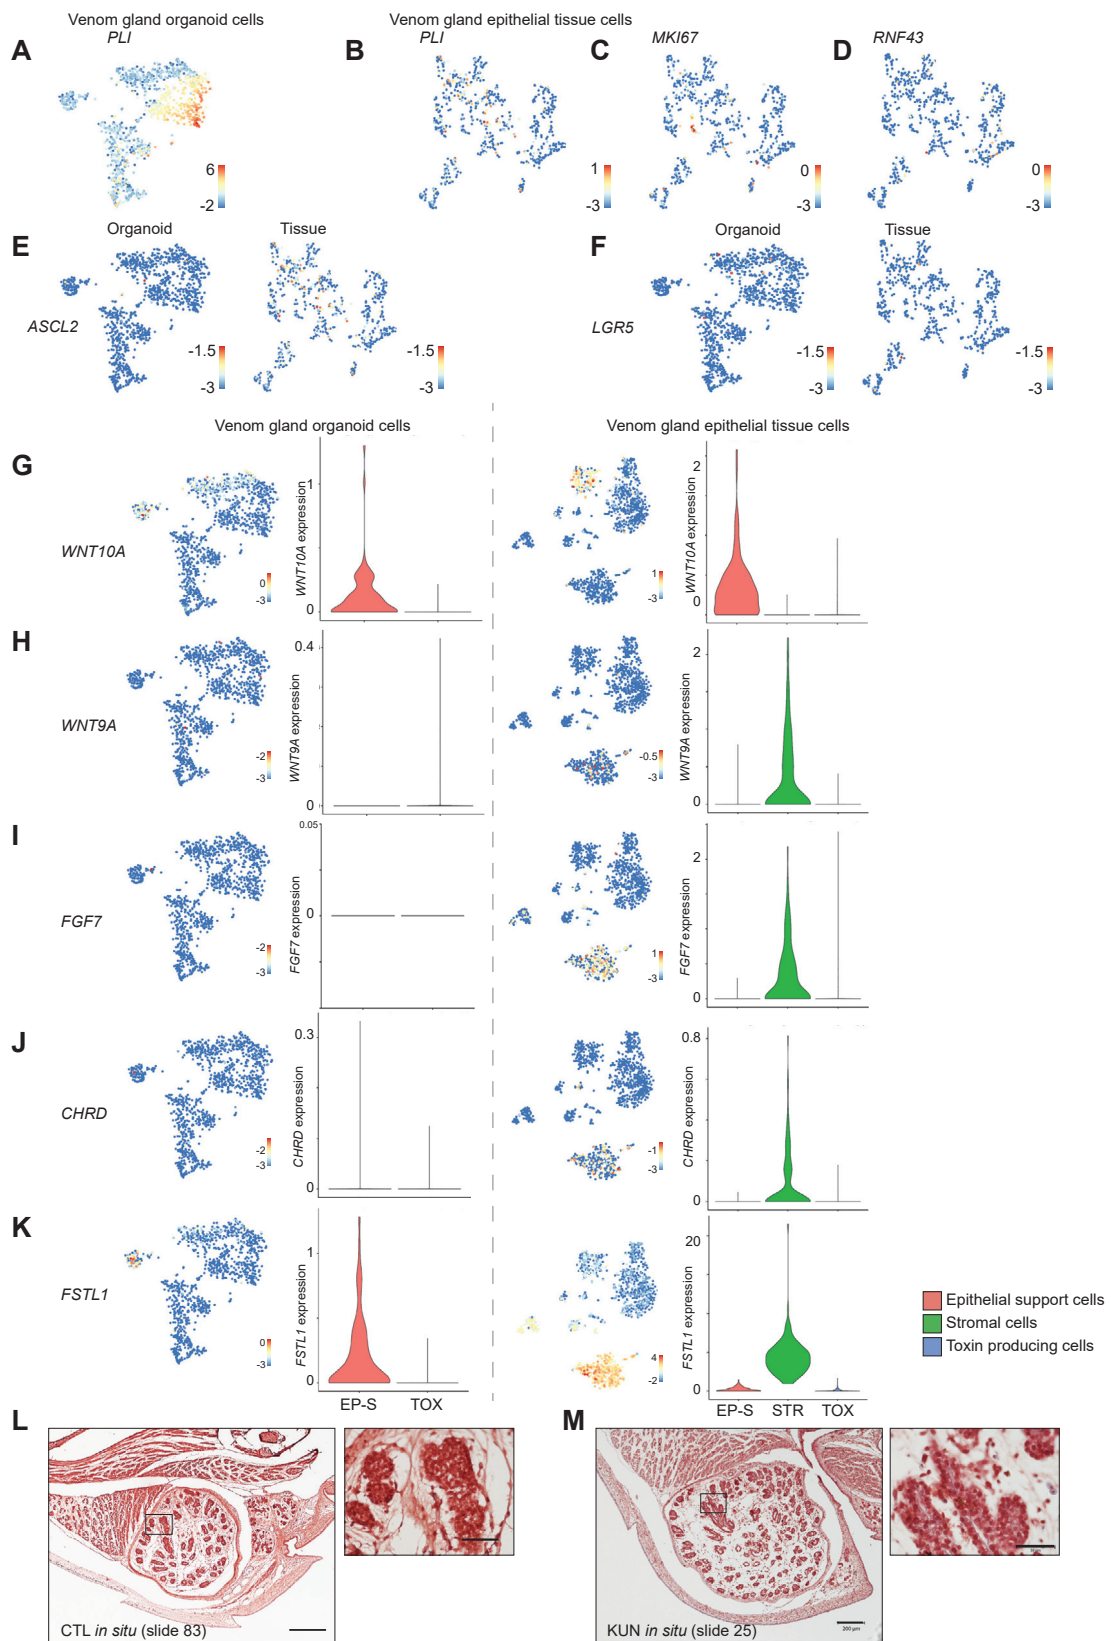 Venom gland organoid cells
Venom gland epithelial tissue cells
A
PLI
6
-2
B
PLI
1
-3
C
MKI67
0
-3
D
RNF43
0
-3
E
Organoid
Tissue
ASCL2
-1.5
-3
-1.5
-3
F
Organoid
Tissue
LGR5
-1.5
-3
-1.5
-3
Venom gland organoid cells
Venom gland epithelial tissue cells
G
WNT10A
0
-3
WNT10A expression
1
0
1
-3
WNT10A expression
2
0
H
WNT9A
-2
-3
WNT9A expression
0.4
0
-0.5
-3
WNT9A expression
2
0
I
FGF7
-2
-3
FGF7 expression
0.05
0
1
-3
FGF7 expression
2
0
J
CHRD
-2
-3
CHRD expression
0.3
0
-1
-3
CHRD expression
0.8
0
K
FSTL1
0
-3
FSTL1 expression
1
0
EP-S
TOX
4
-2
FSTL1 expression
20
0
EP-S
STR
TOX
Epithelial support cells
Stromal cells
Toxin producing cells
L
CTL in situ (slide 83)
M
KUN in situ (slide 25)
200 µm